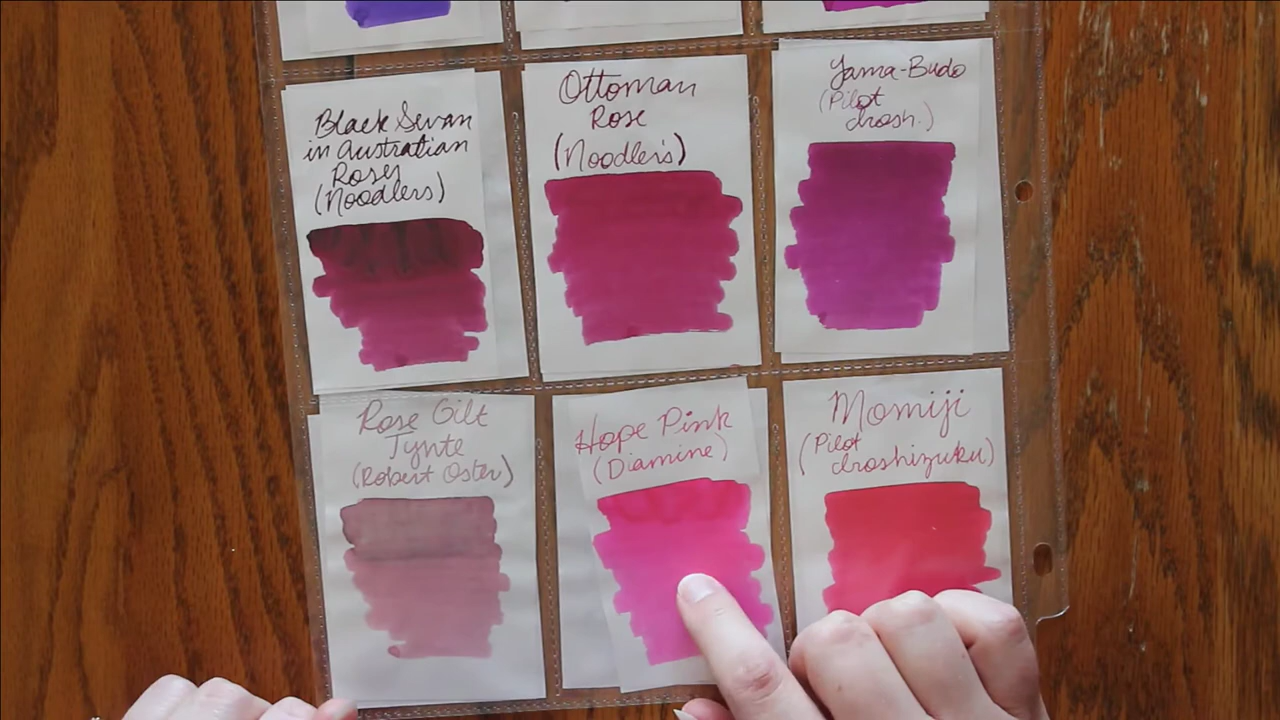 Black Swan
in Australian
Roses
(Noodlers)
Ottoman
Rose
(Noodler's)
Yama-Budo
(Pilot
Irosh.)
Rose Gilt
Tynte
(Robert Oster)
Hope Pink
(Diamine)
Momiji
(Pilot
Iroshizuku)